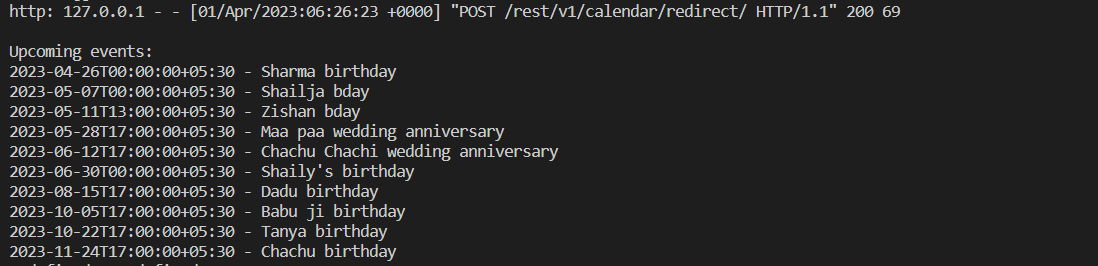 http: 127.0.0.1 - - [01/Apr/2023:06:26:23 +0000] "POST /rest/v1/calendar/redirect/ HTTP/1.1" 200 69
Upcoming events:
2023-04-26T00:00:00+05:30 - Sharma birthday
2023-05-07T00:00:00+05:30 - Shailja bday
2023-05-11T13:00:00+05:30 - Zishan bday
2023-05-28T17:00:00+05:30 - Maa paa wedding anniversary
2023-06-12T17:00:00+05:30 - Chachu Chachi wedding anniversary
2023-06-30T00:00:00+05:30 - Shaily's birthday
2023-08-15T17:00:00+05:30 - Dadu birthday
2023-10-05T17:00:00+05:30 - Babu ji birthday
2023-10-22T17:00:00+05:30 - Tanya birthday
2023-11-24T17:00:00+05:30 - Chachu birthday